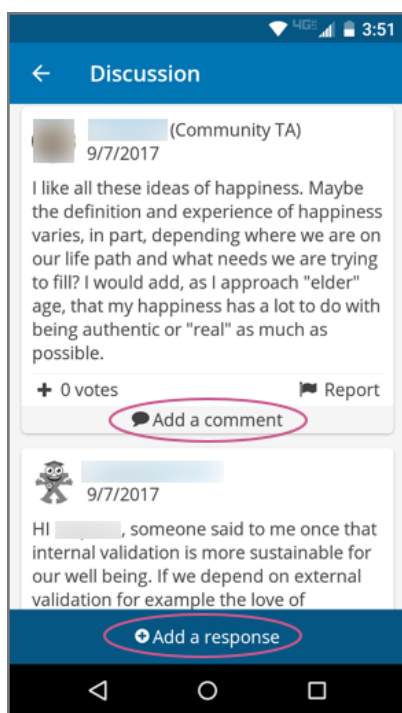 4G 3:51
Discussion
(Community TA)
9/7/2017
I like all these ideas of happiness. Maybe
the definition and experience of happiness
varies, in part, depending where we are on
our life path and what needs we are trying
to fill? I would add, as I approach "elder"
age, that my happiness has a lot to do with
being authentic or "real" as much as
possible.
0 votes Report
Add a comment
9/7/2017
HI , someone said to me once that
internal validation is more sustainable for
our well being. If we depend on external
validation for example the love of
Add a response